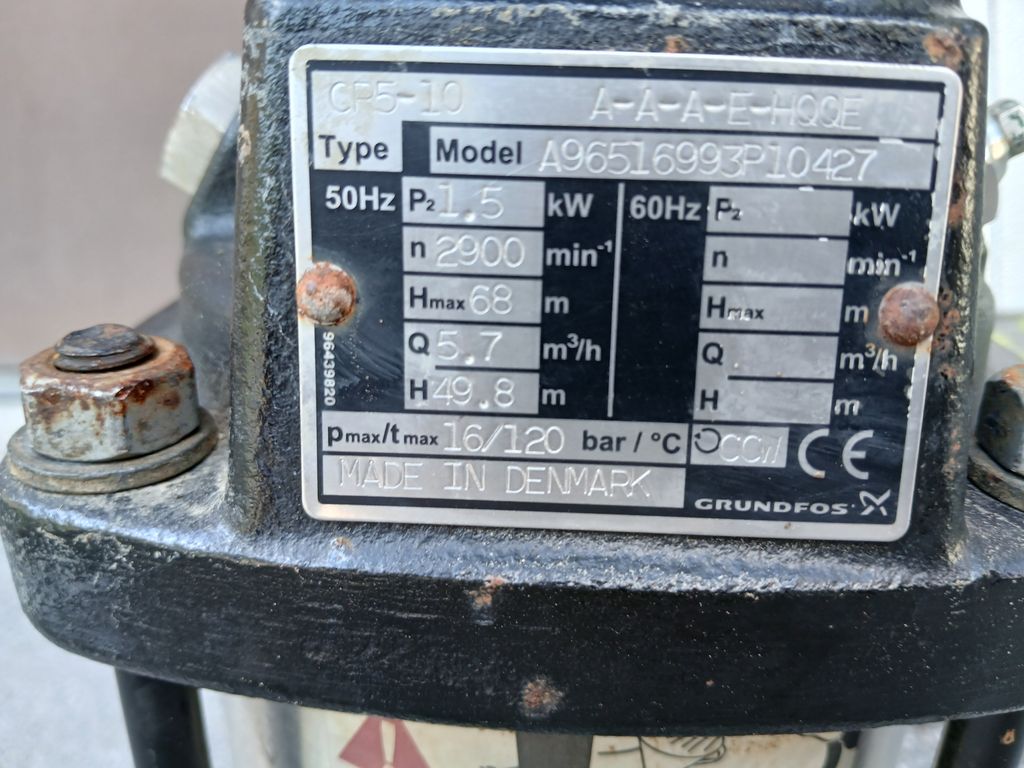 CR5-10 A-A-A-E-HQQE
Type Model A96516993P10427
50Hz P2 1.5 kW 60Hz P2 kW
n 2900 min-1 n min-1
Hmax 68 m Hmax m
Q 5.7 m³/h Q m³/h
H 49.8 m H m
96439820
pmax/tmax 16/120 bar / °C CCW CE
MADE IN DENMARK
GRUNDFOS